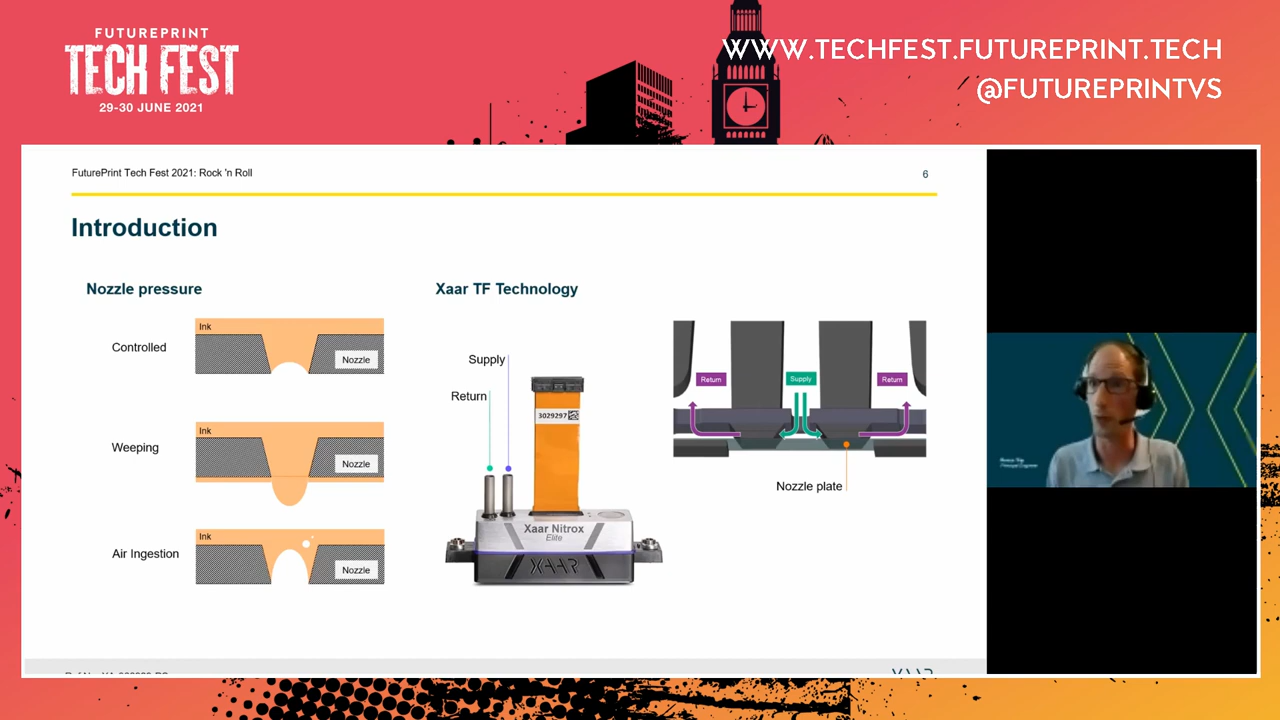 FUTUREPRINT
TECH FEST
29-30 JUNE 2021
WWW.TECHFEST.FUTUREPRINT.TECH
@FUTUREPRINTVS
FuturePrint Tech Fest 2021: Rock 'n Roll
6
Introduction
Nozzle pressure
Controlled
Ink
Nozzle
Weeping
Ink
Nozzle
Air Ingestion
Ink
Nozzle
Xaar TF Technology
Supply
Return
3029297
Xaar Nitrox
Elite
XAAR
Return
Supply
Return
Nozzle plate
XAAR